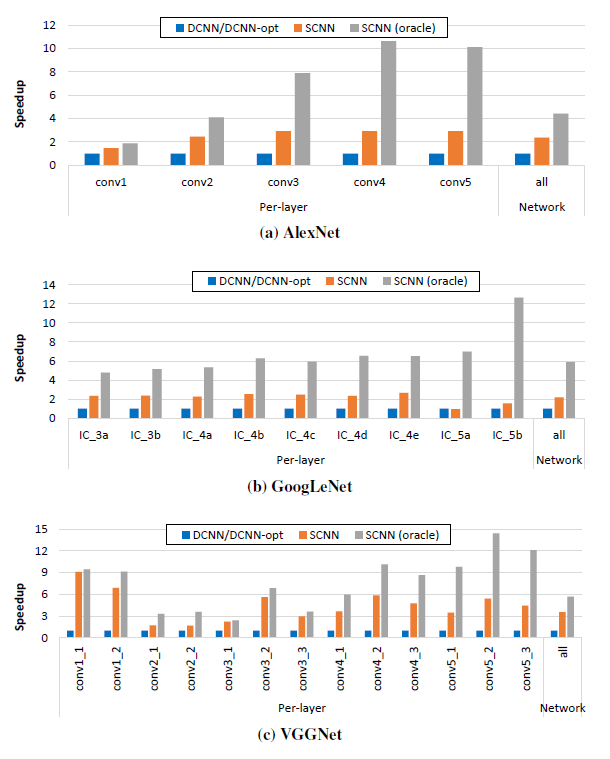 DCNN/DCNN-opt SCNN SCNN (oracle)
12
10
8
6
4
2
0
Speedup
conv1 conv2 conv3 conv4 conv5 all
Per-layer Network
(a) AlexNet
DCNN/DCNN-opt SCNN SCNN (oracle)
14
12
10
8
6
4
2
0
Speedup
IC_3a IC_3b IC_4a IC_4b IC_4c IC_4d IC_4e IC_5a IC_5b all
Per-layer Network
(b) GoogLeNet
DCNN/DCNN-opt SCNN SCNN (oracle)
15
12
9
6
3
0
Speedup
conv1_1 conv1_2 conv2_1 conv2_2 conv3_1 conv3_2 conv3_3 conv4_1 conv4_2 conv4_3 conv5_1 conv5_2 conv5_3 all
Per-layer Network
(c) VGGNet